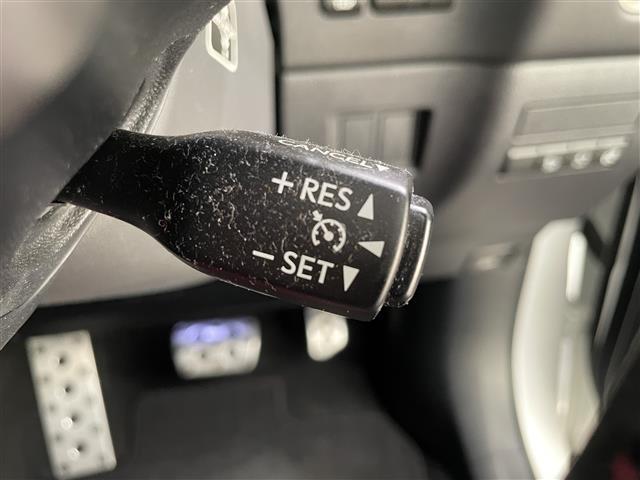 CANCEL▲
+ RES▲
◀
− SET▼